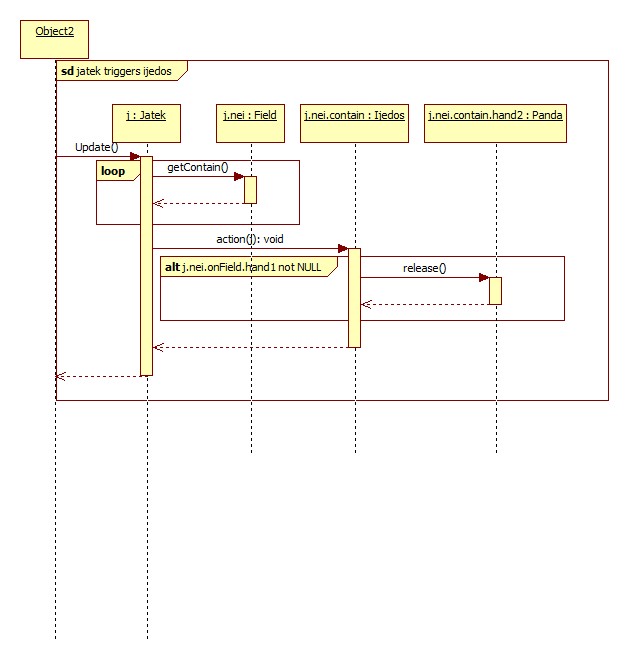 Object2
sd jatek triggers ijedos
j : Jatek
j.nei : Field
j.nei.contain : Ijedos
j.nei.contain.hand2 : Panda
Update()
loop
getContain()
action(j): void
alt j.nei.onField.hand1 not NULL
release()